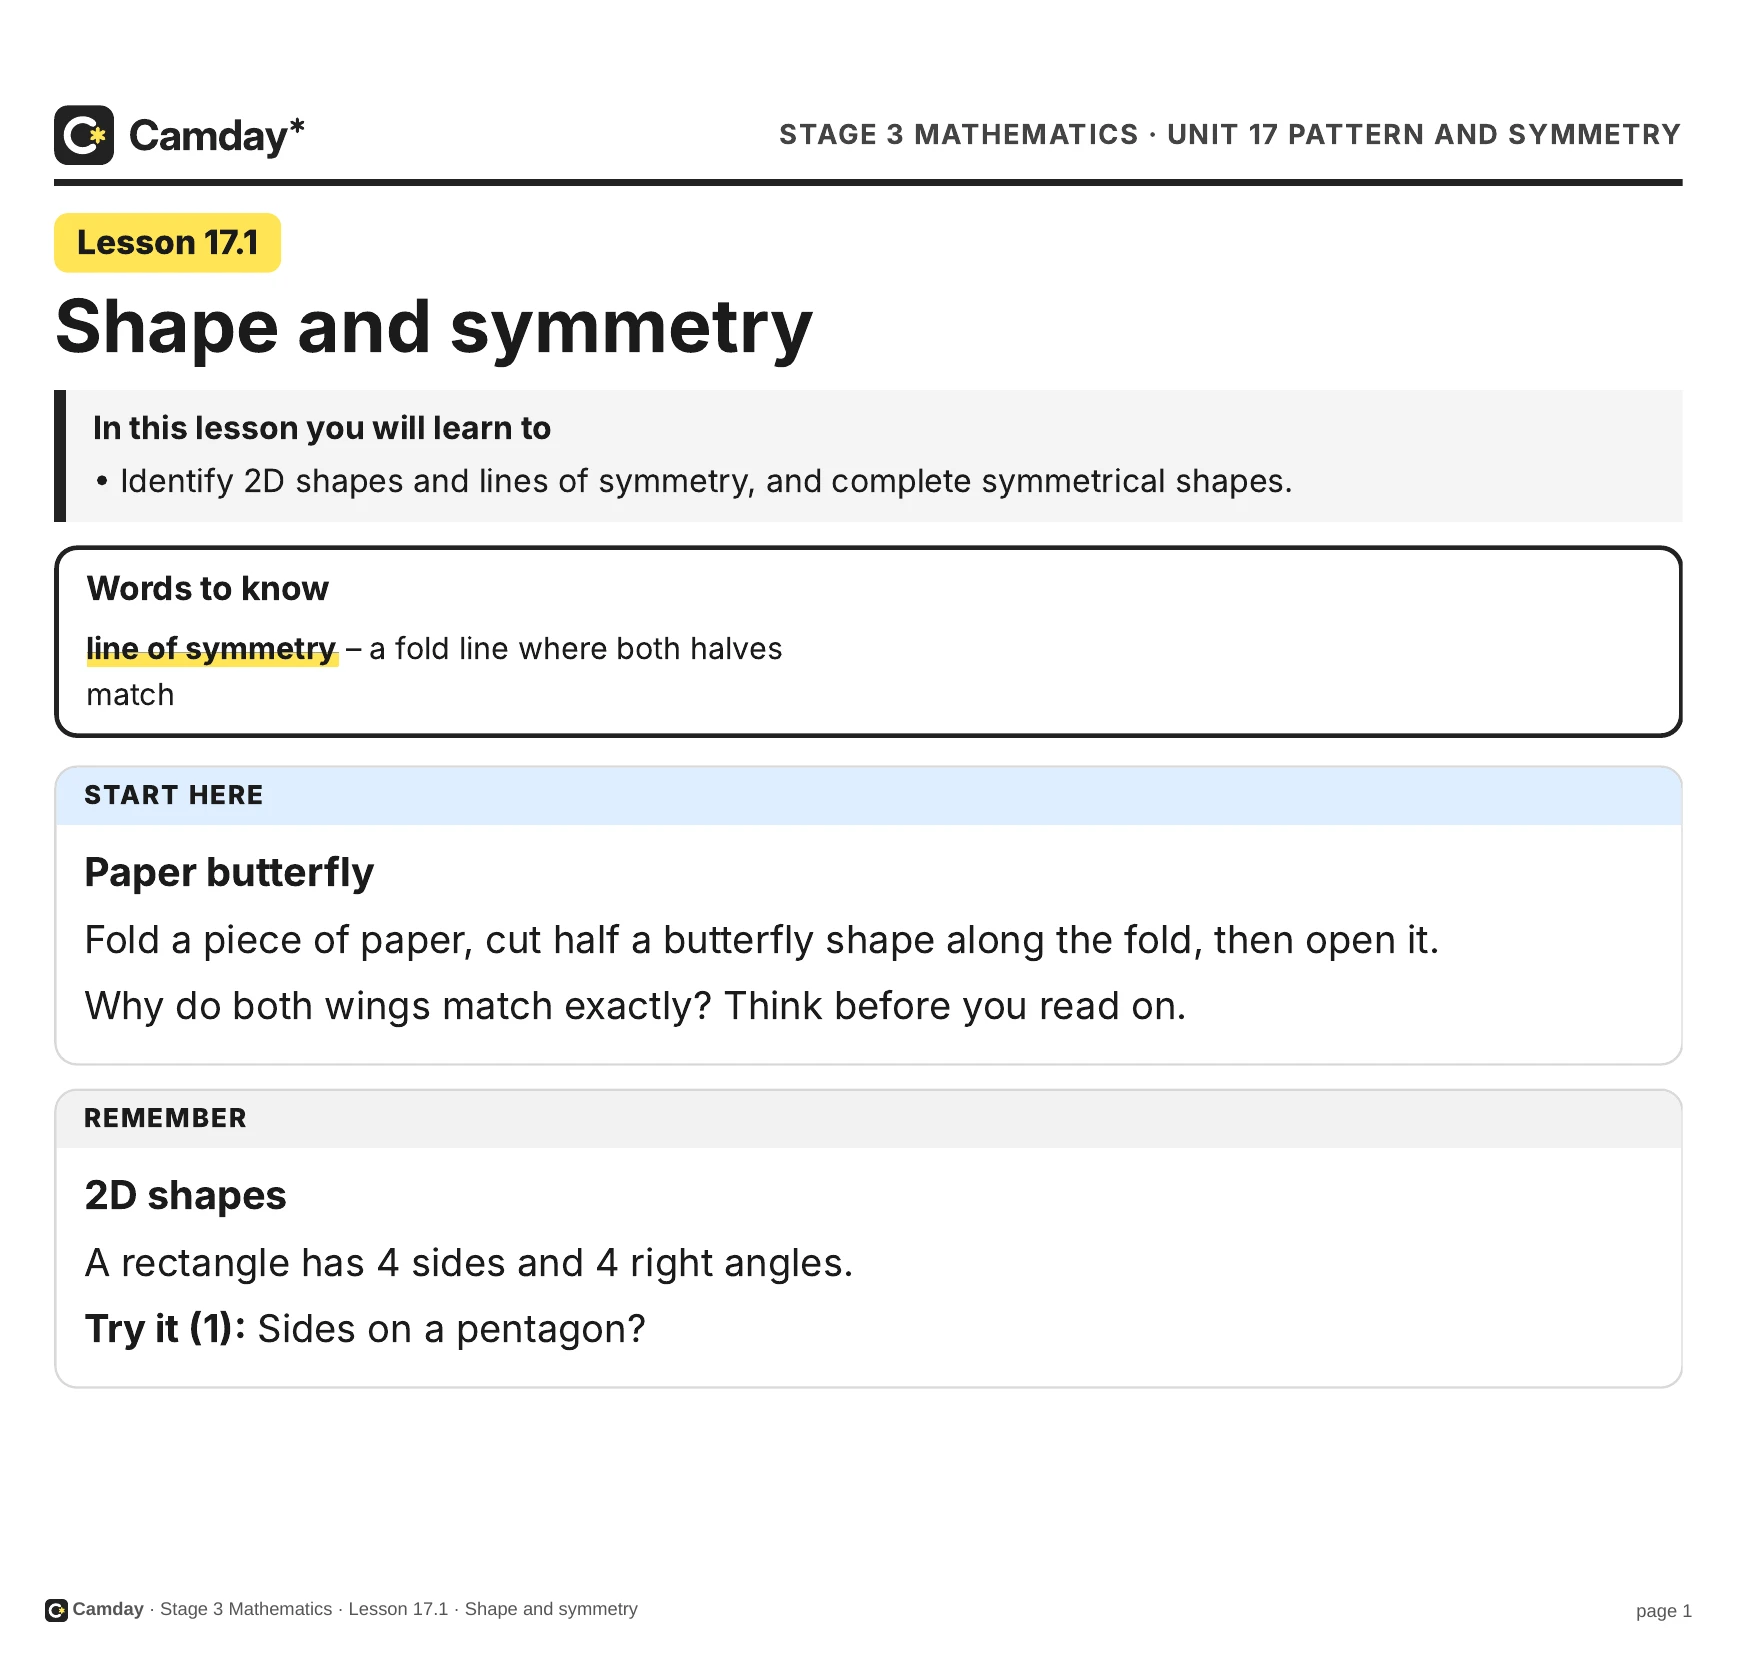 Camday*
STAGE 3 MATHEMATICS · UNIT 17 PATTERN AND SYMMETRY
Lesson 17.1
Shape and symmetry
In this lesson you will learn to
• Identify 2D shapes and lines of symmetry, and complete symmetrical shapes.
Words to know
line of symmetry – a fold line where both halves
match
START HERE
Paper butterfly
Fold a piece of paper, cut half a butterfly shape along the fold, then open it.
Why do both wings match exactly? Think before you read on.
REMEMBER
2D shapes
A rectangle has 4 sides and 4 right angles.
Try it (1): Sides on a pentagon?
Camday · Stage 3 Mathematics · Lesson 17.1 · Shape and symmetry
page 1